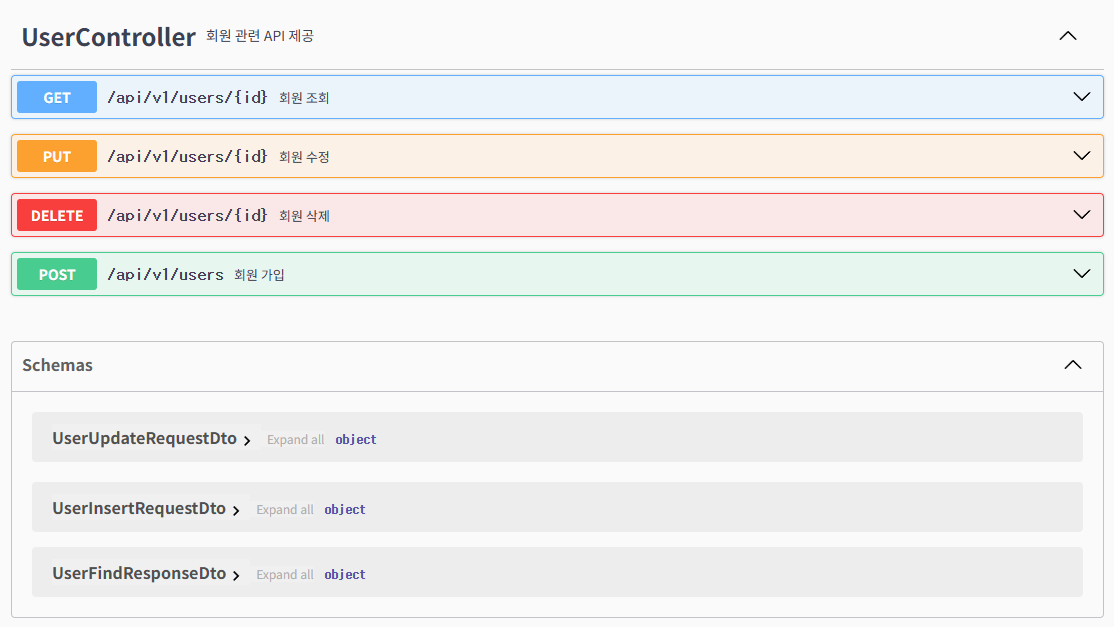 UserController 회원 관련 API 제공
GET /api/v1/users/{id} 회원 조회
PUT /api/v1/users/{id} 회원 수정
DELETE /api/v1/users/{id} 회원 삭제
POST /api/v1/users 회원 가입
Schemas
UserUpdateRequestDto Expand all object
UserInsertRequestDto Expand all object
UserFindResponseDto Expand all object